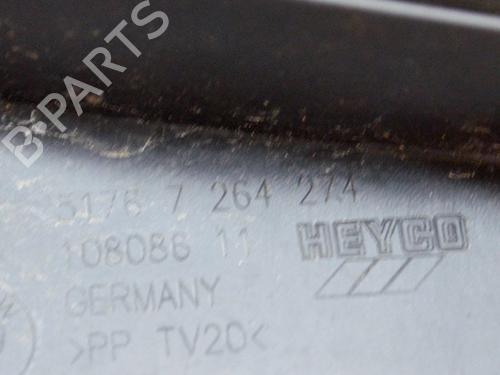 B-PARTS
5176 7 264 274
108086 11
HEYCO
GERMANY
>PP TV20<